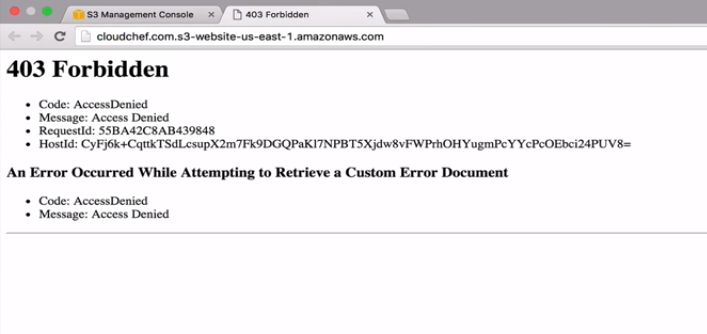 S3 Management Console
403 Forbidden
cloudchef.com.s3-website-us-east-1.amazonaws.com
403 Forbidden
Code: AccessDenied
Message: Access Denied
RequestId: 55BA42C8AB439848
HostId: CyFj6k+CqttkTSdLcsupX2m7Fk9DGQPaKl7NPBT5Xjdw8vFWPrhOHYugmPcYYcPcOEbci24PUV8=
An Error Occurred While Attempting to Retrieve a Custom Error Document
Code: AccessDenied
Message: Access Denied